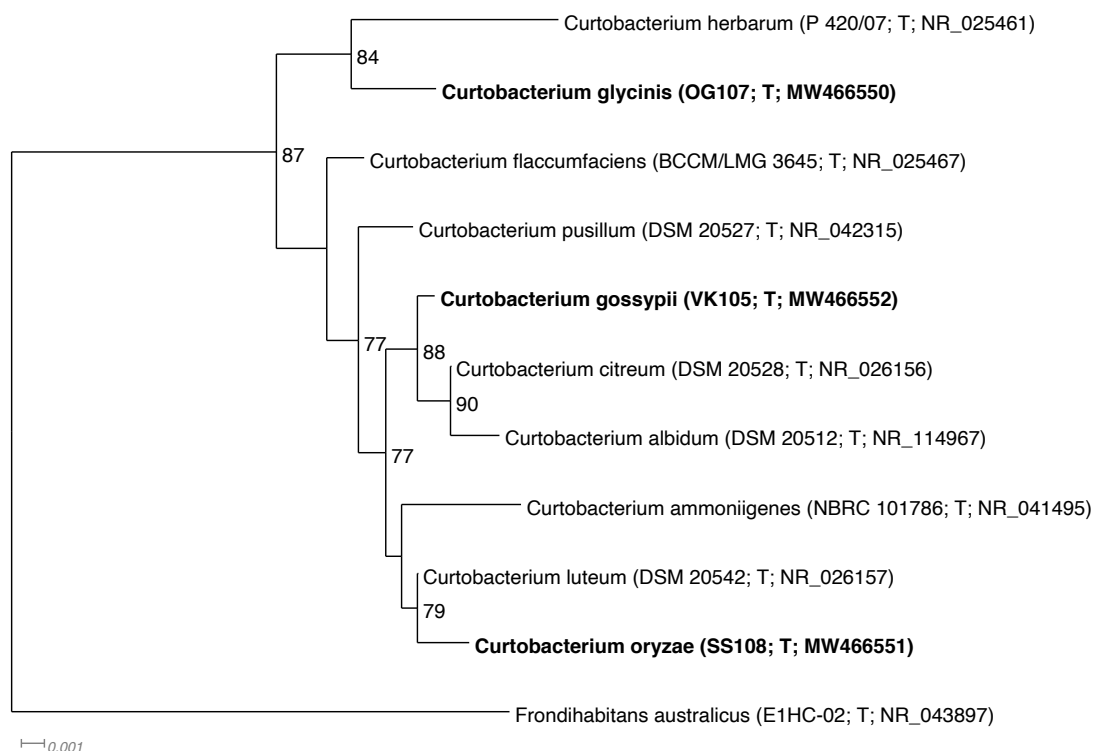 Curtobacterium herbarum (P 420/07; T; NR_025461)
84
Curtobacterium glycinis (OG107; T; MW466550)
87
Curtobacterium flaccumfaciens (BCCM/LMG 3645; T; NR_025467)
Curtobacterium pusillum (DSM 20527; T; NR_042315)
Curtobacterium gossypii (VK105; T; MW466552)
77
88
Curtobacterium citreum (DSM 20528; T; NR_026156)
90
Curtobacterium albidum (DSM 20512; T; NR_114967)
77
Curtobacterium ammoniigenes (NBRC 101786; T; NR_041495)
Curtobacterium luteum (DSM 20542; T; NR_026157)
79
Curtobacterium oryzae (SS108; T; MW466551)
Frondihabitans australicus (E1HC-02; T; NR_043897)
0.001